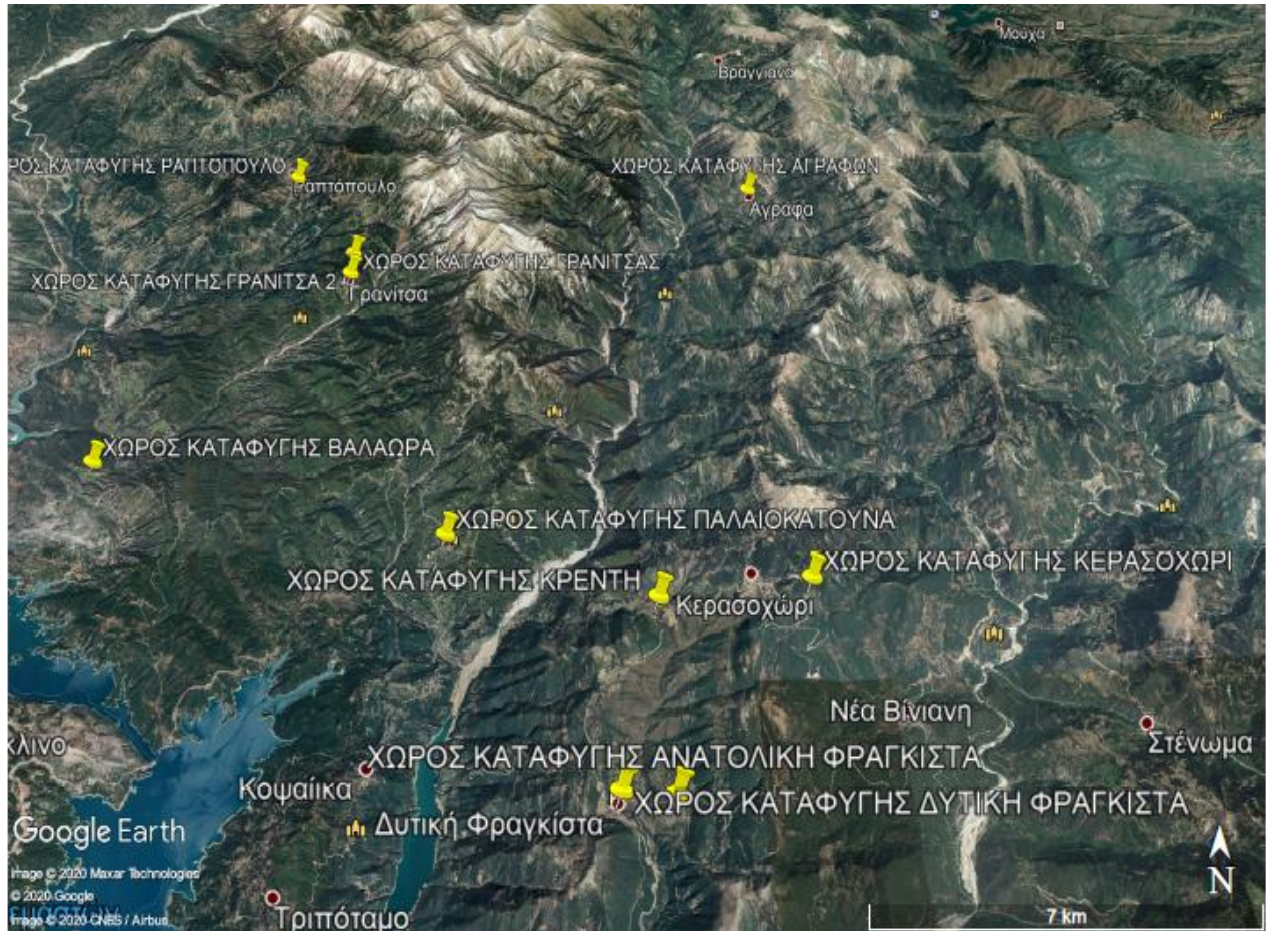 Μούχα
Βραγγιανά
ΡΟΣ ΚΑΤΑΦΥΓΗΣ ΡΑΠΤΟΠΟΥΛΟ
Ραπτόπουλο
ΧΩΡΟΣ ΚΑΤΑΦΥΓΗΣ ΑΓΡΑΦΩΝ
Άγραφα
ΧΩΡΟΣ ΚΑΤΑΦΥΓΗΣ ΓΡΑΝΙΤΣΑΣ
ΧΩΡΟΣ ΚΑΤΑΦΥΓΗΣ ΓΡΑΝΙΤΣΑ 2
Γρανίτσα
ΧΩΡΟΣ ΚΑΤΑΦΥΓΗΣ ΒΑΛΑΩΡΑ
ΧΩΡΟΣ ΚΑΤΑΦΥΓΗΣ ΠΑΛΑΙΟΚΑΤΟΥΝΑ
ΧΩΡΟΣ ΚΑΤΑΦΥΓΗΣ ΚΕΡΑΣΟΧΩΡΙ
ΧΩΡΟΣ ΚΑΤΑΦΥΓΗΣ ΚΡΕΝΤΗ
Κερασοχώρι
Νέα Βίνιανη
Στένωμα
κλινο
ΧΩΡΟΣ ΚΑΤΑΦΥΓΗΣ ΑΝΑΤΟΛΙΚΗ ΦΡΑΓΚΙΣΤΑ
Κοψαίικα
ΧΩΡΟΣ ΚΑΤΑΦΥΓΗΣ ΔΥΤΙΚΗ ΦΡΑΓΚΙΣΤΑ
Δυτική Φραγκίστα
Google Earth
Image © 2020 Maxar Technologies
© 2020 Google
Image © 2020 CNES / Airbus
Τριπόταμο
N
7 km